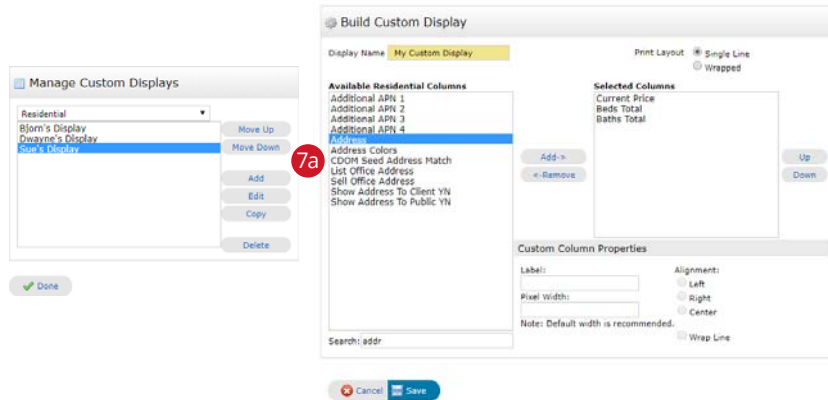 Manage Custom Displays
Residential
Bjorn's Display
Dwayne's Display
Sue's Display
Move Up
Move Down
Add
Edit
Copy
Delete
Done
7a
Build Custom Display
Display Name My Custom Display
Print Layout Single Line
Wrapped
Available Residential Columns
Additional APN 1
Additional APN 2
Additional APN 3
Additional APN 4
Address
Address Colors
CDOM Seed Address Match
List Office Address
Sell Office Address
Show Address To Client YN
Show Address To Public YN
Search: addr
Add->
<-Remove
Selected Columns
Current Price
Beds Total
Baths Total
Up
Down
Custom Column Properties
Label:
Pixel Width:
Note: Default width is recommended.
Alignment:
Left
Right
Center
Wrap Line
Cancel
Save